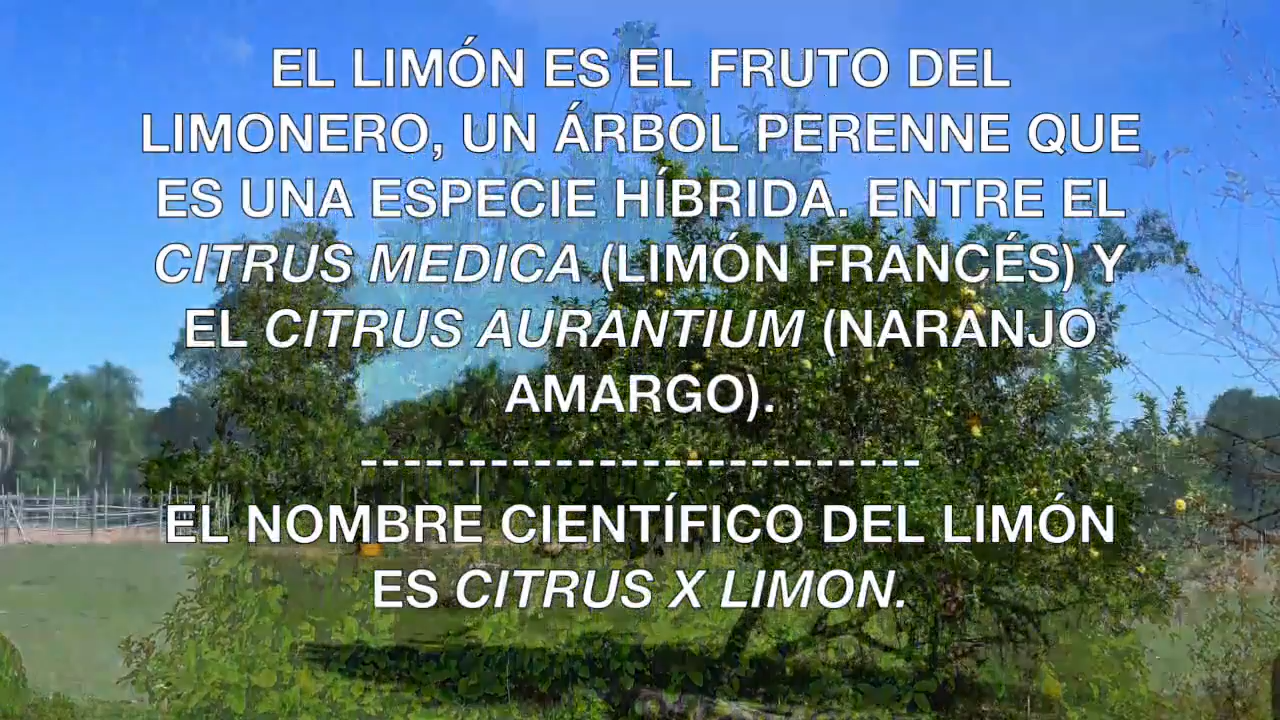 EL LIMÓN ES EL FRUTO DEL
LIMONERO, UN ÁRBOL PERENNE QUE
ES UNA ESPECIE HÍBRIDA. ENTRE EL
CITRUS MEDICA (LIMÓN FRANCÉS) Y
EL CITRUS AURANTIUM (NARANJO
AMARGO).
--------------------------
EL NOMBRE CIENTÍFICO DEL LIMÓN
ES CITRUS X LIMON.